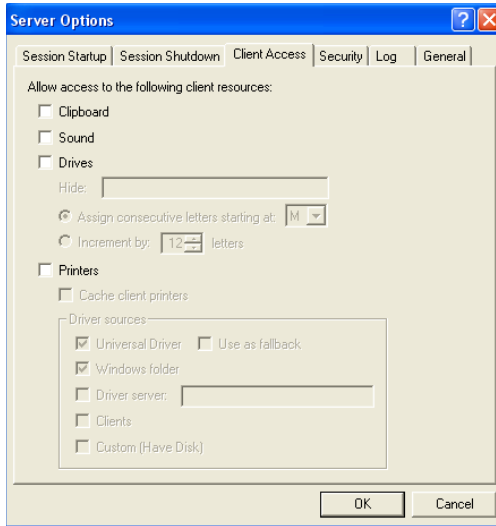 Server Options
Session Startup Session Shutdown Client Access Security Log General
Allow access to the following client resources:
Clipboard
Sound
Drives
Hide:
Assign consecutive letters starting at: M
Increment by: 12 letters
Printers
Cache client printers
Driver sources
Universal Driver Use as fallback
Windows folder
Driver server:
Clients
Custom (Have Disk)
OK Cancel